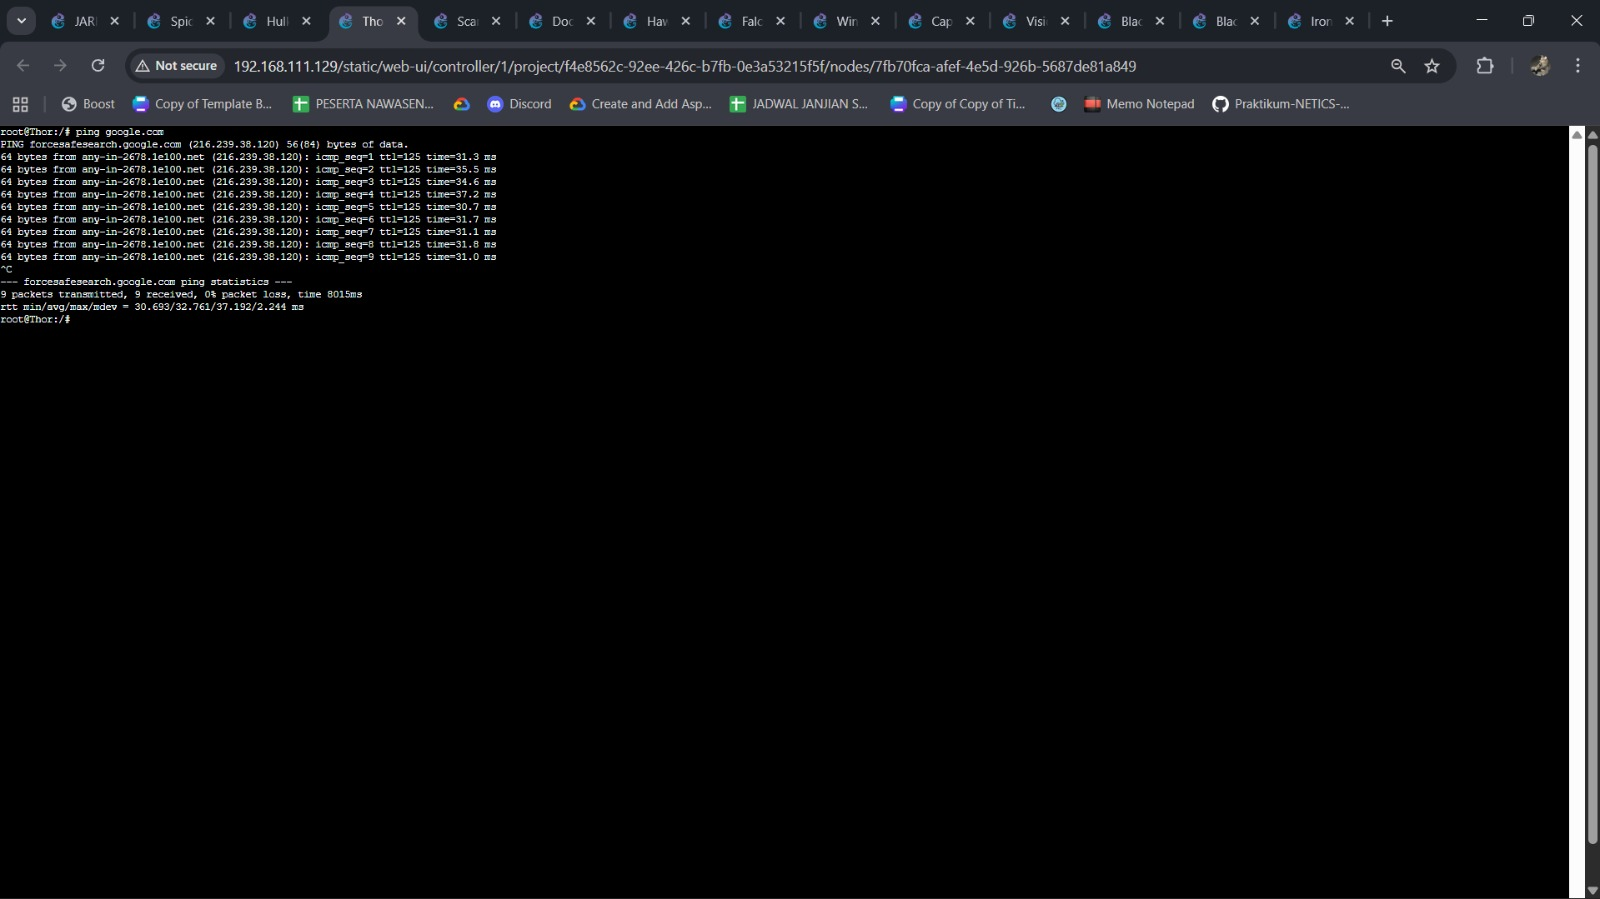 JARI
Spic
Hull
Tho
Scar
Doc
Haw
Falc
Win
Cap
Visi
Blac
Blac
Iron
Not secure
192.168.111.129/static/web-ui/controller/1/project/f4e8562c-92ee-426c-b7fb-0e3a53215f5f/nodes/7fb70fca-afef-4e5d-926b-5687de81a849
Boost
Copy of Template B...
PESERTA NAWASEN...
Discord
Create and Add Asp...
JADWAL JANJIAN S...
Copy of Copy of Ti...
Memo Notepad
Praktikum-NETICS-...
root@Thor:/# ping google.com
PING forcesafesearch.google.com (216.239.38.120) 56(84) bytes of data.
64 bytes from any-in-2678.1e100.net (216.239.38.120): icmp_seq=1 ttl=125 time=31.3 ms
64 bytes from any-in-2678.1e100.net (216.239.38.120): icmp_seq=2 ttl=125 time=35.5 ms
64 bytes from any-in-2678.1e100.net (216.239.38.120): icmp_seq=3 ttl=125 time=34.6 ms
64 bytes from any-in-2678.1e100.net (216.239.38.120): icmp_seq=4 ttl=125 time=37.2 ms
64 bytes from any-in-2678.1e100.net (216.239.38.120): icmp_seq=5 ttl=125 time=30.7 ms
64 bytes from any-in-2678.1e100.net (216.239.38.120): icmp_seq=6 ttl=125 time=31.7 ms
64 bytes from any-in-2678.1e100.net (216.239.38.120): icmp_seq=7 ttl=125 time=31.1 ms
64 bytes from any-in-2678.1e100.net (216.239.38.120): icmp_seq=8 ttl=125 time=31.8 ms
64 bytes from any-in-2678.1e100.net (216.239.38.120): icmp_seq=9 ttl=125 time=31.0 ms
^C
--- forcesafesearch.google.com ping statistics ---
9 packets transmitted, 9 received, 0% packet loss, time 8015ms
rtt min/avg/max/mdev = 30.693/32.761/37.192/2.244 ms
root@Thor:/#